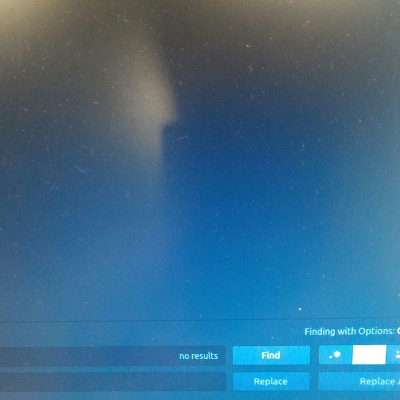 Finding with Options:
no results Find .*
Replace Replace